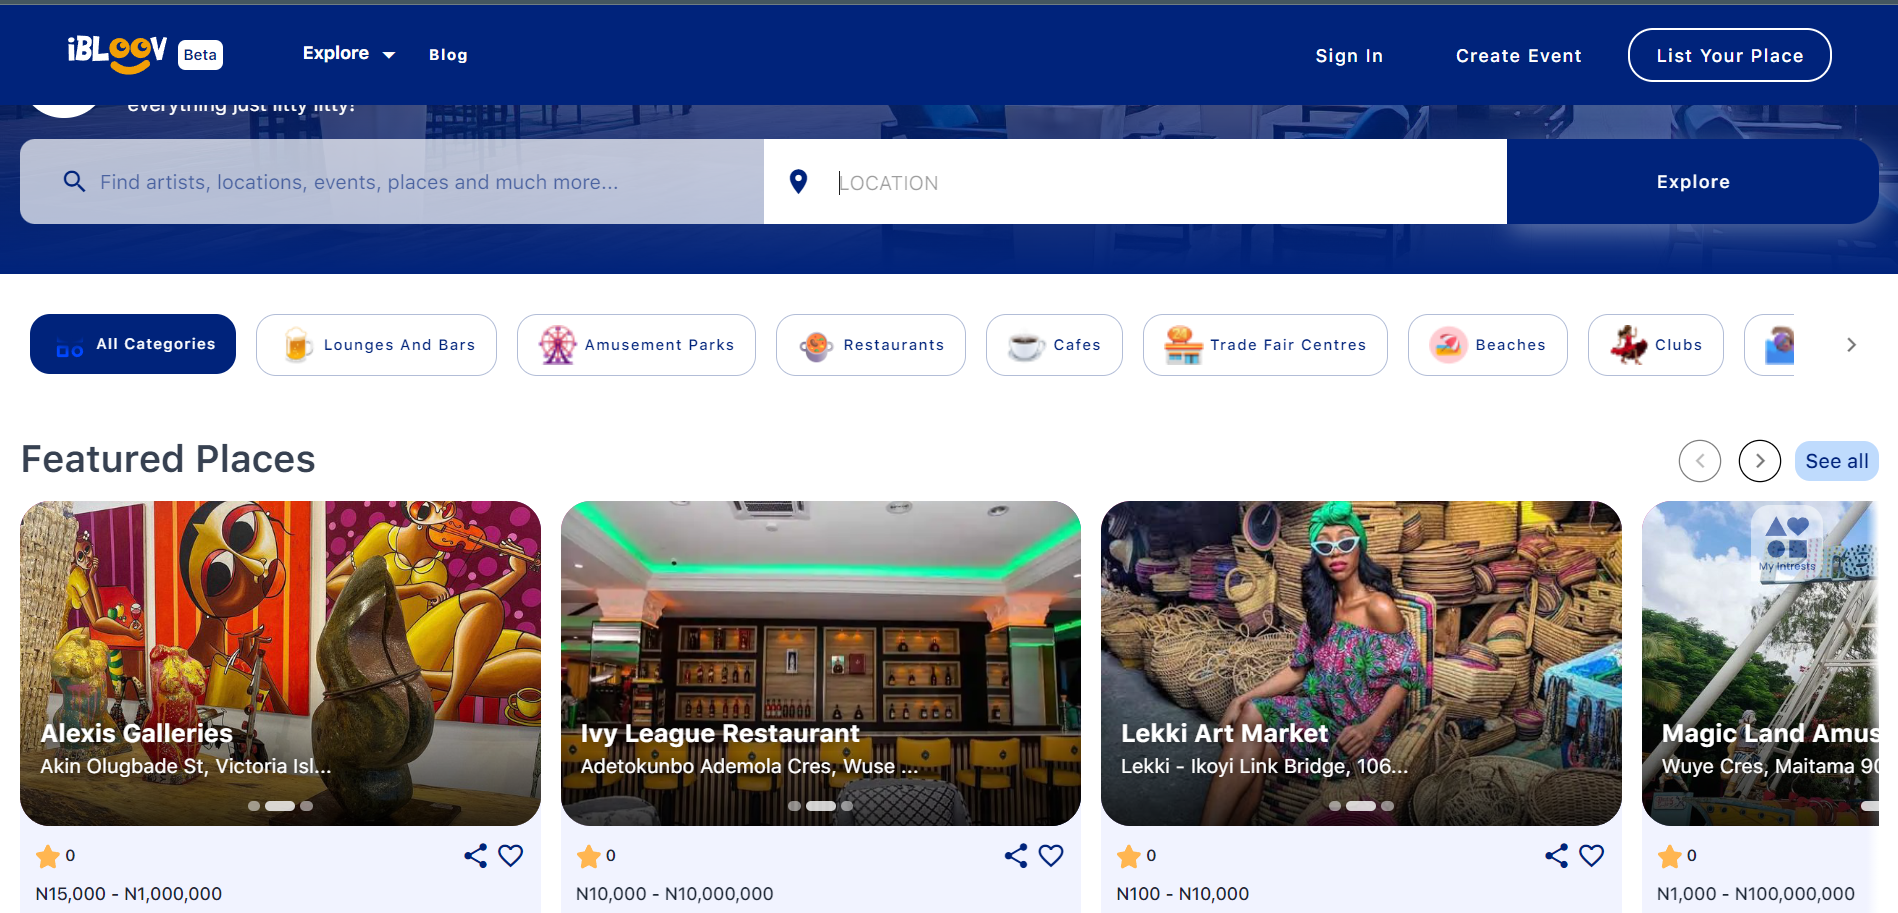 iBLOOV
Beta
Explore
Blog
Sign In
Create Event
List Your Place
everything just litty litty!
Find artists, locations, events, places and much more...
LOCATION
Explore
All Categories
Lounges And Bars
Amusement Parks
Restaurants
Cafes
Trade Fair Centres
Beaches
Clubs
Featured Places
See all
My Intrests
Alexis Galleries
Akin Olugbade St, Victoria Isl...
0
N15,000 - N1,000,000
Ivy League Restaurant
Adetokunbo Ademola Cres, Wuse ...
0
N10,000 - N10,000,000
Lekki Art Market
Lekki - Ikoyi Link Bridge, 106...
0
N100 - N10,000
Magic Land Amus
Wuye Cres, Maitama 90
0
N1,000 - N100,000,000